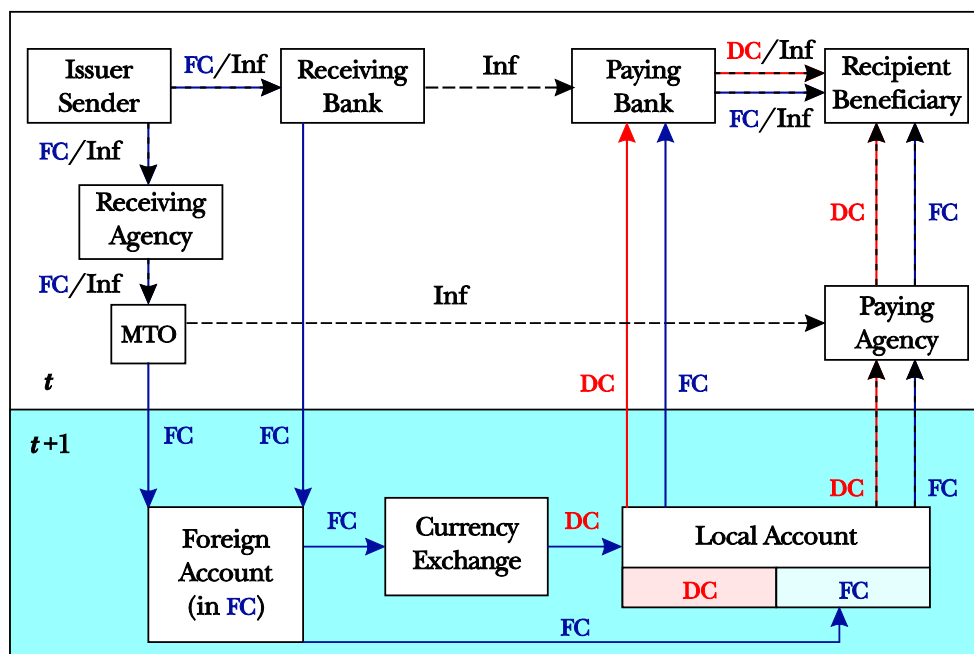 Issuer
Sender
FC/Inf
Receiving
Bank
Inf
Paying
Bank
DC/Inf
FC/Inf
Recipient
Beneficiary
FC/Inf
Receiving
Agency
FC/Inf
MTO
Inf
DC
FC
Paying
Agency
t
DC
FC
t+1
FC
FC
DC
FC
Foreign
Account
(in FC)
FC
Currency
Exchange
DC
Local Account
DC
FC
FC